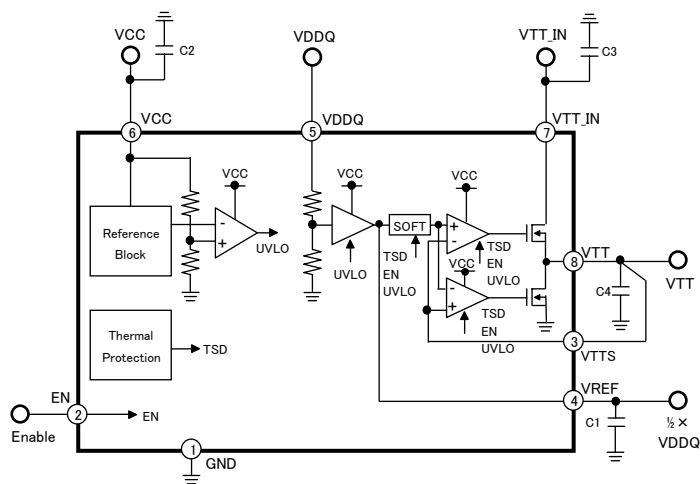 VCC
C2
VDDQ
VTT_IN
C3
6
VCC
5
VDDQ
7
VTT_IN
Reference
Block
-
+
VCC
UVLO
VCC
UVLO
SOFT
TSD
EN
UVLO
VCC
+
-
TSD
EN
UVLO
VCC
-
+
TSD
EN
UVLO
8
VTT
C4
VTT
3
VTTS
Thermal
Protection
TSD
EN
2
EN
Enable
4
VREF
C1
½ ×
VDDQ
1
GND